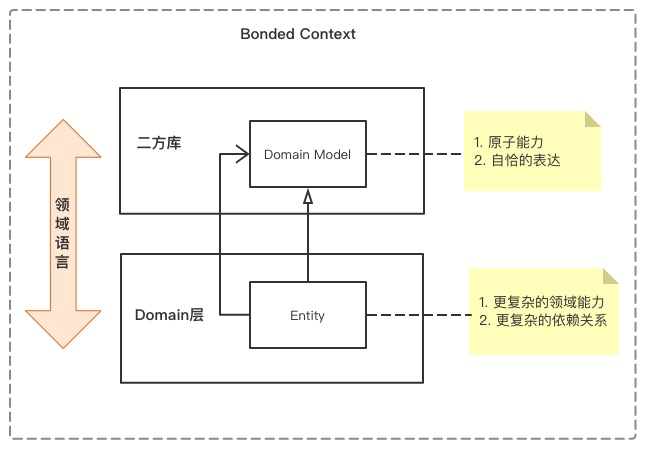 Bonded Context
二方库
Domain Model
1. 原子能力
2. 自恰的表达
领域语言
Domain层
Entity
1. 更复杂的领域能力
2. 更复杂的依赖关系